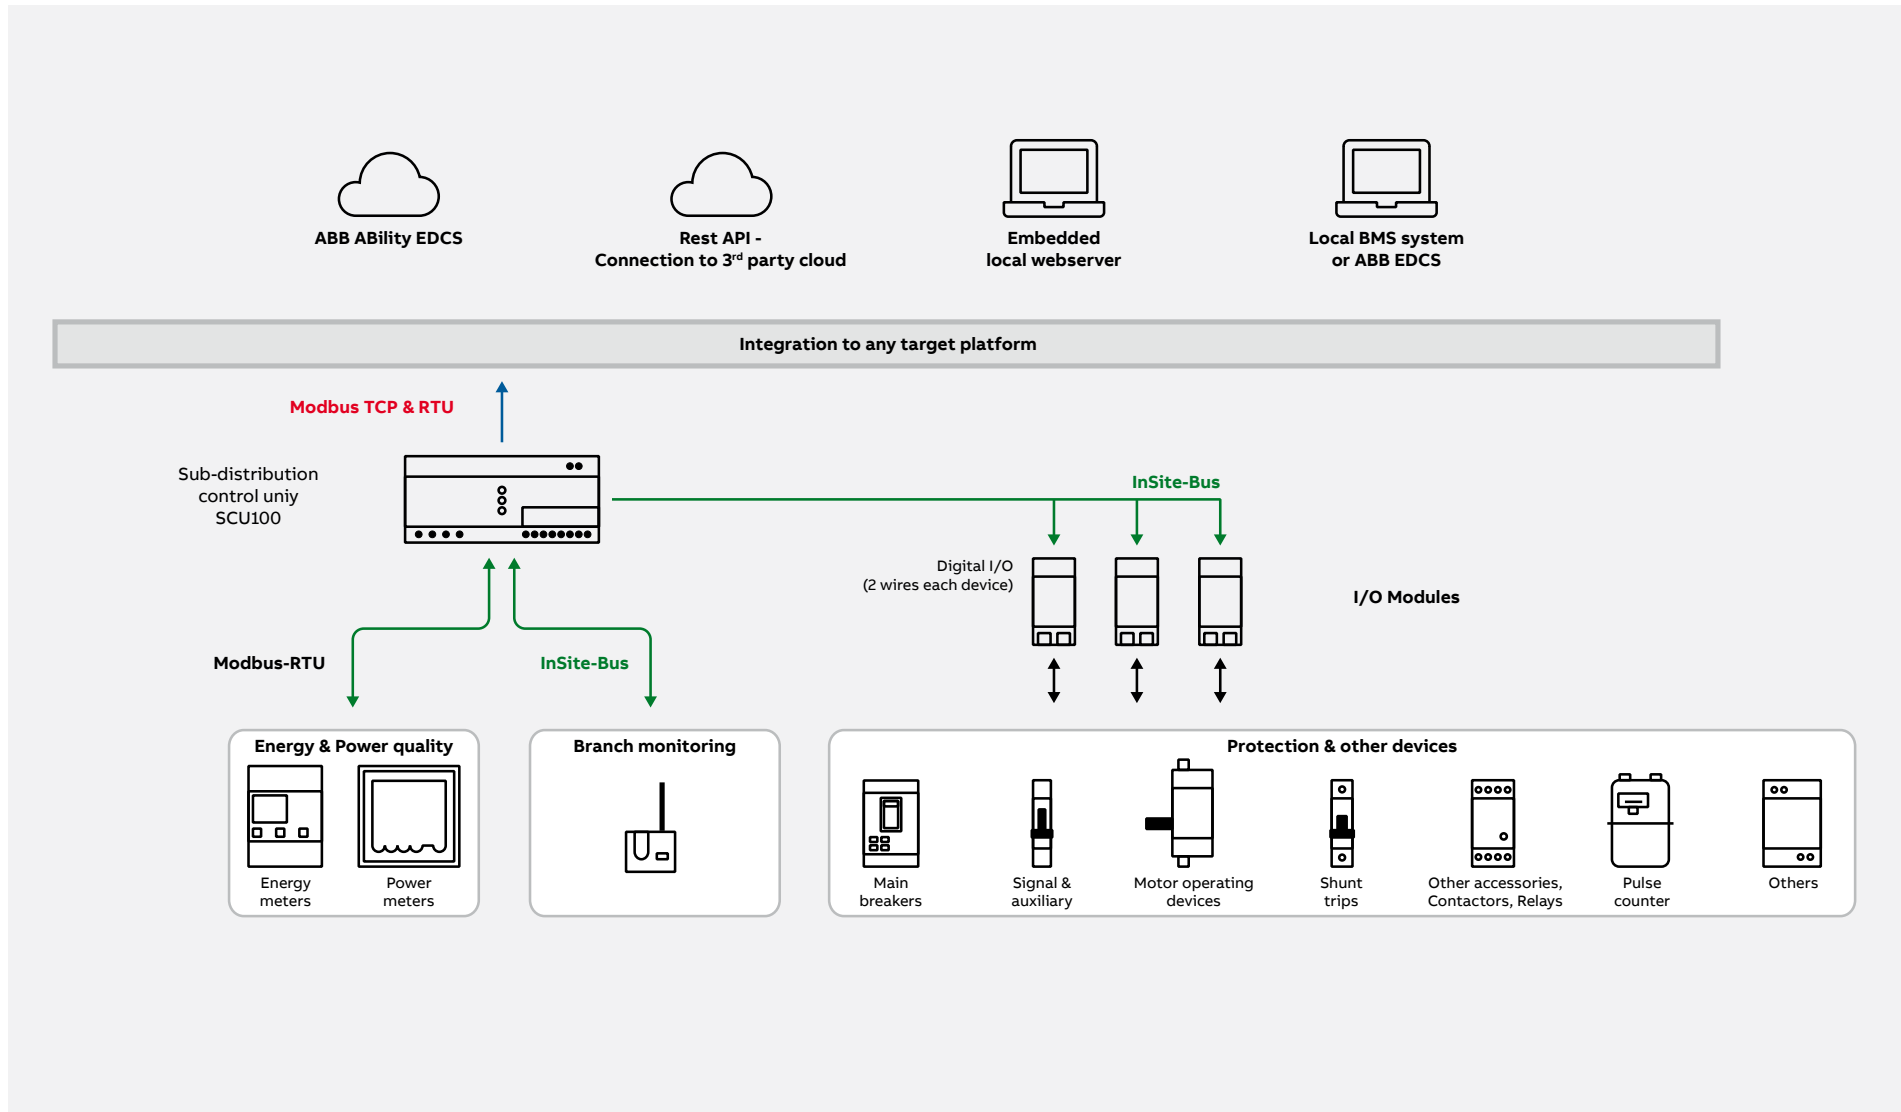 ABB ABility EDCS
Rest API -
Connection to 3rd party cloud
Embedded
local webserver
Local BMS system
or ABB EDCS
Integration to any target platform
Modbus TCP & RTU
Sub-distribution
control uniy
SCU100
InSite-Bus
Digital I/O
(2 wires each device)
I/O Modules
Modbus-RTU
InSite-Bus
Energy & Power quality
Energy
meters
Power
meters
Branch monitoring
Protection & other devices
Main
breakers
Signal &
auxiliary
Motor operating
devices
Shunt
trips
Other accessories,
Contactors, Relays
Pulse
counter
Others